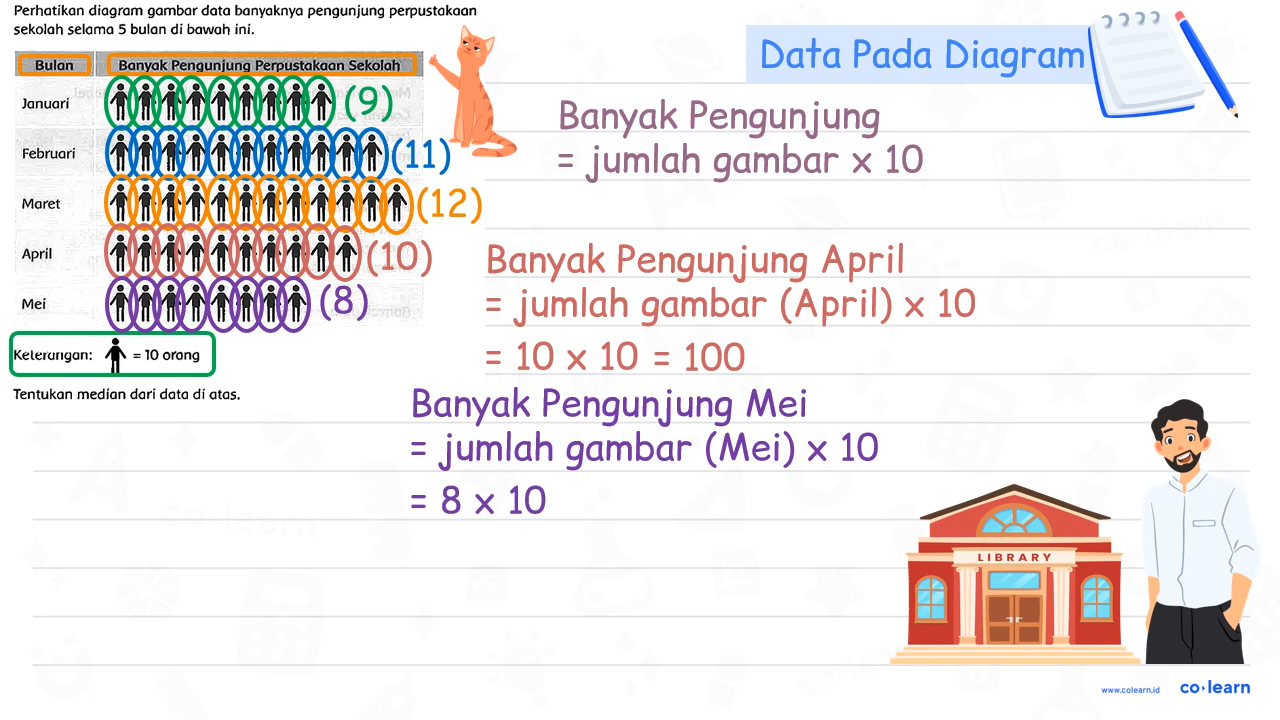 Perhatikan diagram gambar data banyaknya pengunjung perpustakaan
sekolah selama 5 bulan di bawah ini.
Bulan Banyak Pengunjung Perpustakaan Sekolah
Januari (9)
Februari (11)
Maret (12)
April (10)
Mei (8)
Keterangan: = 10 orang
Tentukan median dari data di atas.
Data Pada Diagram
Banyak Pengunjung
= jumlah gambar x 10
Banyak Pengunjung April
= jumlah gambar (April) x 10
= 10 x 10 = 100
Banyak Pengunjung Mei
= jumlah gambar (Mei) x 10
= 8 x 10
LIBRARY
www.colearn.id co·learn